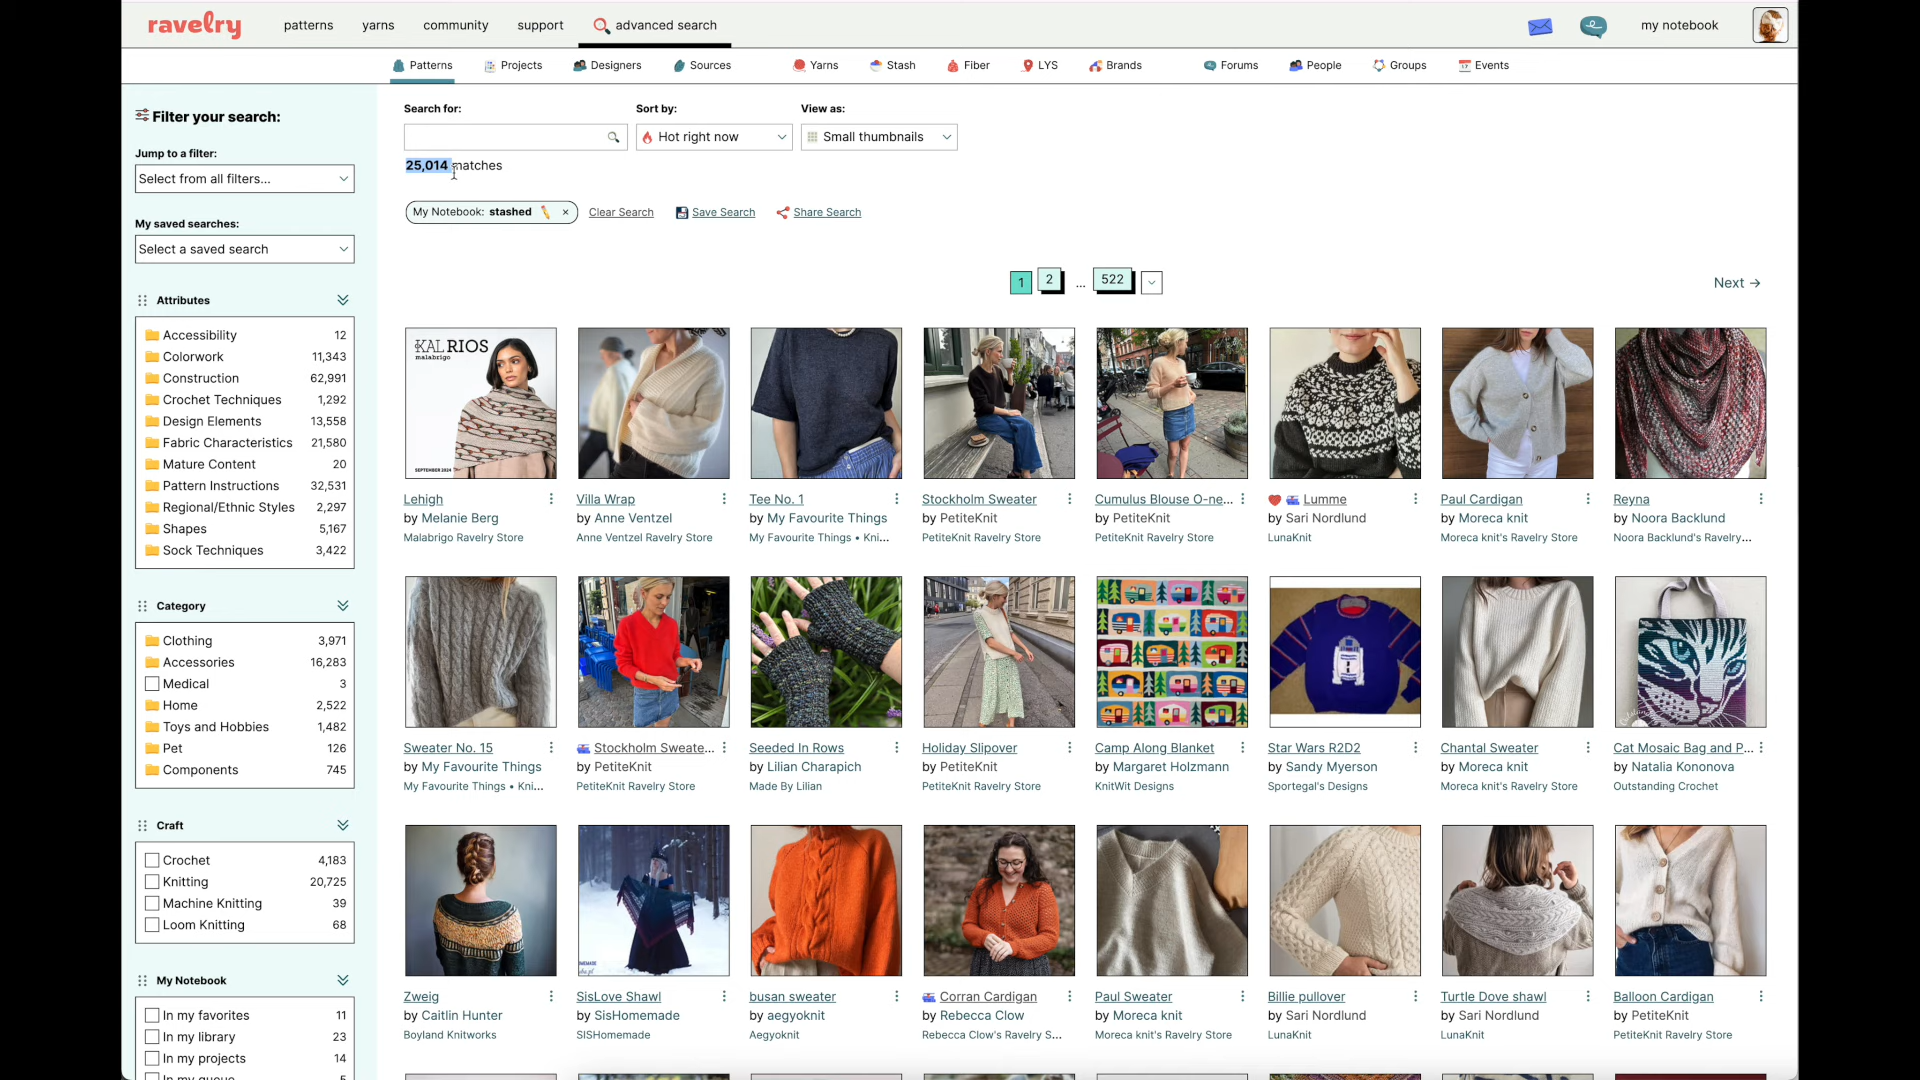 ravelry
patterns
yarns
community
support
advanced search
my notebook
Patterns
Projects
Designers
Sources
Yarns
Stash
Fiber
LYS
Brands
Forums
People
Groups
Events
Filter your search:
Jump to a filter:
Select from all filters...
My saved searches:
Select a saved search
Attributes
Accessibility 12
Colorwork 11,343
Construction 62,991
Crochet Techniques 1,292
Design Elements 13,558
Fabric Characteristics 21,580
Mature Content 20
Pattern Instructions 32,531
Regional/Ethnic Styles 2,297
Shapes 5,167
Sock Techniques 3,422
Category
Clothing 3,971
Accessories 16,283
Medical 3
Home 2,522
Toys and Hobbies 1,482
Pet 126
Components 745
Craft
Crochet 4,183
Knitting 20,725
Machine Knitting 39
Loom Knitting 68
My Notebook
In my favorites 11
In my library 23
In my projects 14
In my queue 5
Search for:
Sort by:
Hot right now
View as:
Small thumbnails
25,014 matches
My Notebook: stashed ×
Clear Search
Save Search
Share Search
1 2 ... 522
Next →
KAL RIOS
malabrigo
SEPTEMBER 2024
Lehigh
by Melanie Berg
Malabrigo Ravelry Store
Villa Wrap
by Anne Ventzel
Anne Ventzel Ravelry Store
Tee No. 1
by My Favourite Things
My Favourite Things • Kni...
Stockholm Sweater
by PetiteKnit
PetiteKnit Ravelry Store
Cumulus Blouse O-ne...
by PetiteKnit
PetiteKnit Ravelry Store
Lumme
by Sari Nordlund
LunaKnit
Paul Cardigan
by Moreca knit
Moreca knit's Ravelry Store
Reyna
by Noora Backlund
Noora Backlund's Ravelry...
Sweater No. 15
by My Favourite Things
My Favourite Things • Kni...
Stockholm Sweate...
by PetiteKnit
PetiteKnit Ravelry Store
Seeded In Rows
by Lilian Charapich
Made By Lilian
Holiday Slipover
by PetiteKnit
PetiteKnit Ravelry Store
Camp Along Blanket
by Margaret Holzmann
KnitWit Designs
Star Wars R2D2
by Sandy Myerson
Sportegal's Designs
Chantal Sweater
by Moreca knit
Moreca knit's Ravelry Store
Cat Mosaic Bag and P...
by Natalia Kononova
Outstanding Crochet
Zweig
by Caitlin Hunter
Boyland Knitworks
SisLove Shawl
by SisHomemade
SISHomemade
busan sweater
by aegyoknit
Aegyoknit
Corran Cardigan
by Rebecca Clow
Rebecca Clow's Ravelry S...
Paul Sweater
by Moreca knit
Moreca knit's Ravelry Store
Billie pullover
by Sari Nordlund
LunaKnit
Turtle Dove shawl
by Sari Nordlund
LunaKnit
Balloon Cardigan
by PetiteKnit
PetiteKnit Ravelry Store